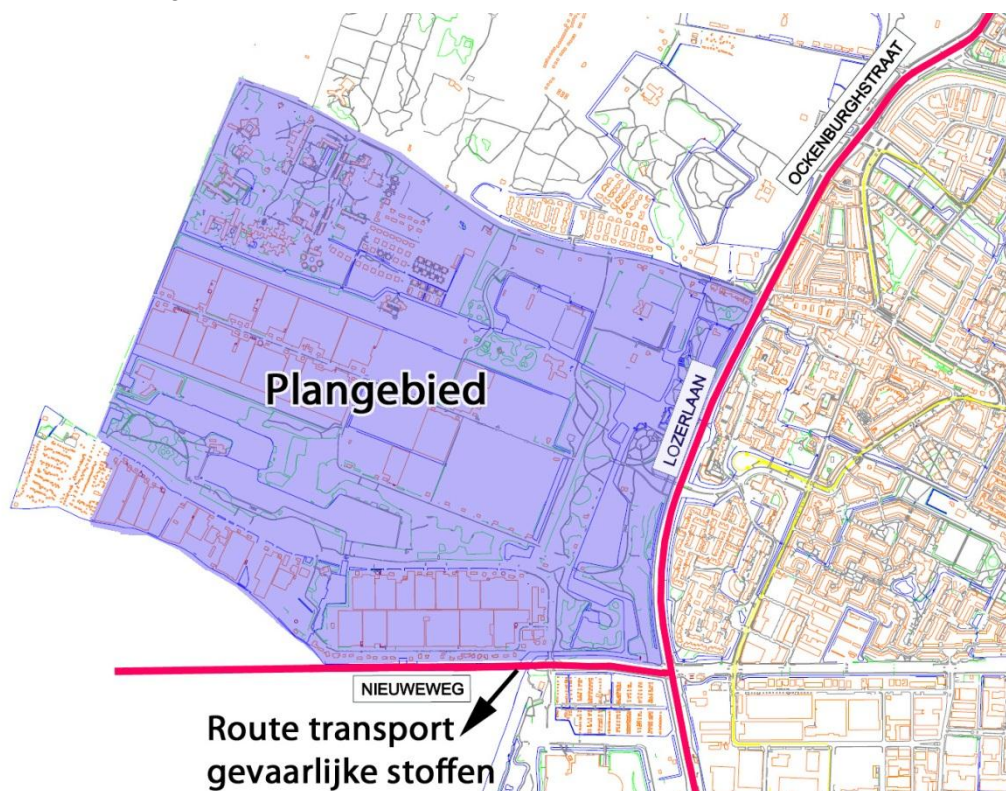 OCKENBURGHSTRAAT
Plangebied
LOZERLAAN
NIEUWEWEG
Route transport
gevaarlijke stoffen